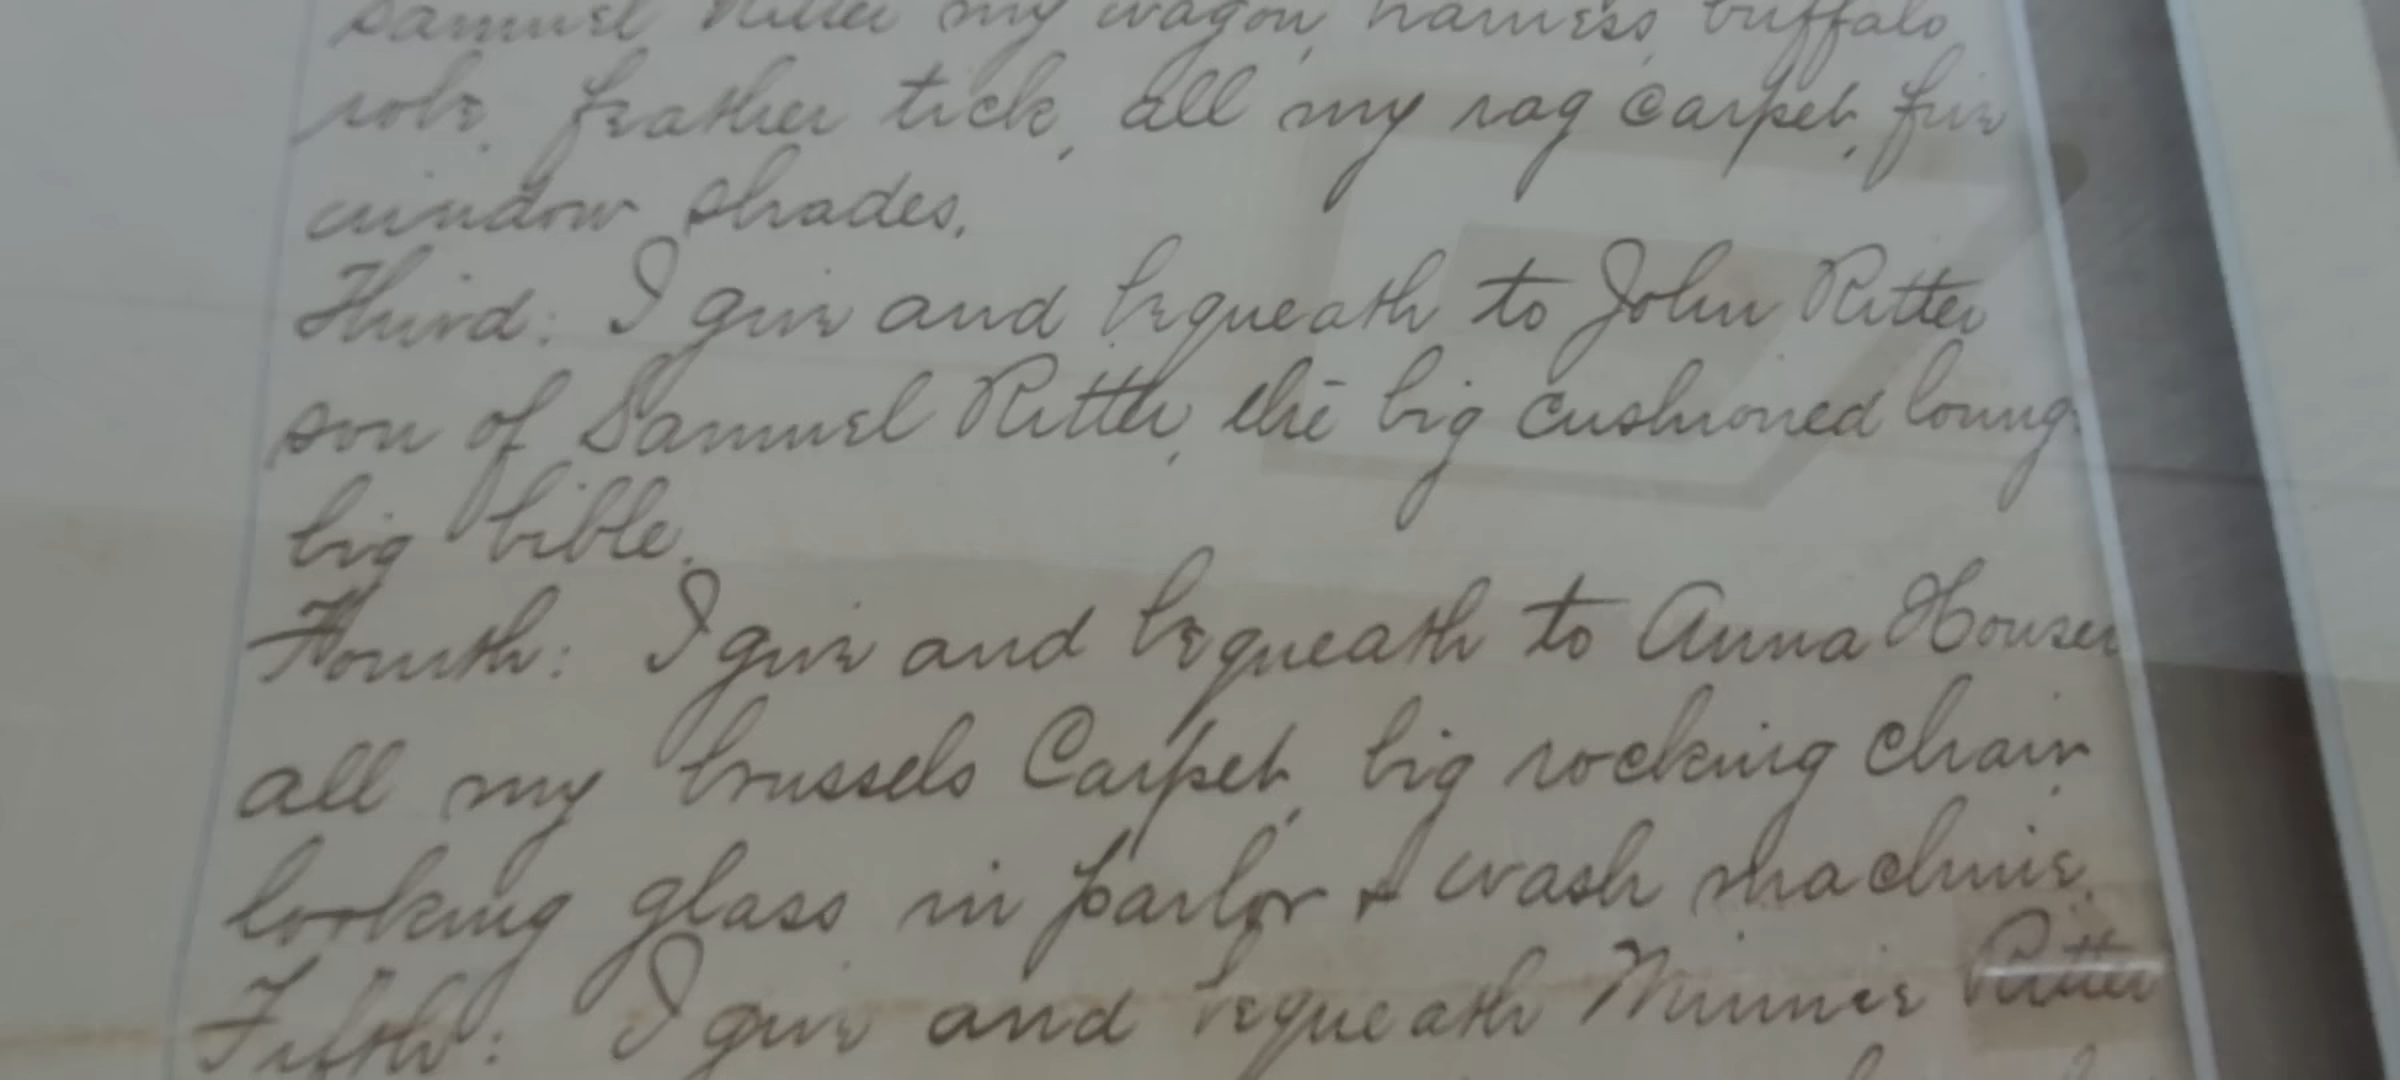 Samuel Ritter my wagon, harness, buffalo
robe, feather tick, all my rag carpet, five
window shades.
Third: I give and bequeath to John Ritter
son of Samuel Ritter, the big cushioned loung
big bible.
Fourth: I give and bequeath to Anna Houser
all my brussels Carpet, big rocking chair,
looking glass in parlor & wash machine.
Fifth: I give and bequeath Minnie Ritter